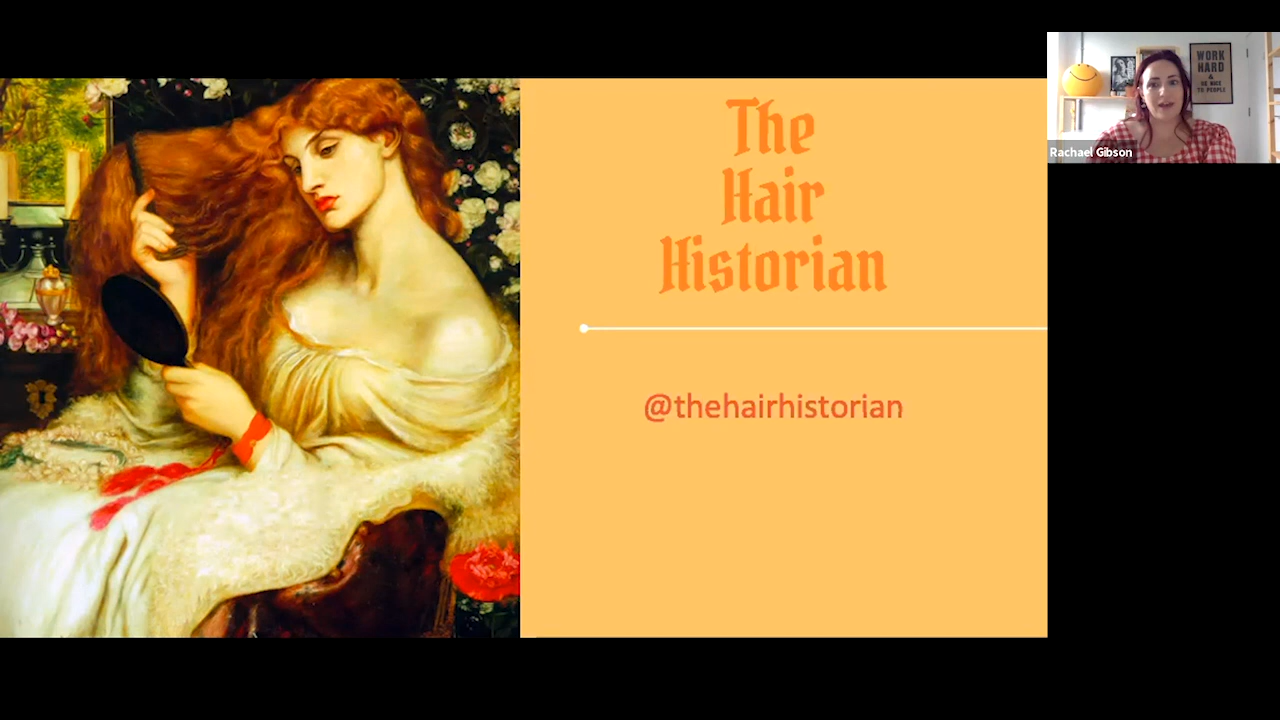 The
Hair
Historian
@thehairhistorian
WORK
HARD
&
BE NICE
TO PEOPLE
Rachael Gibson